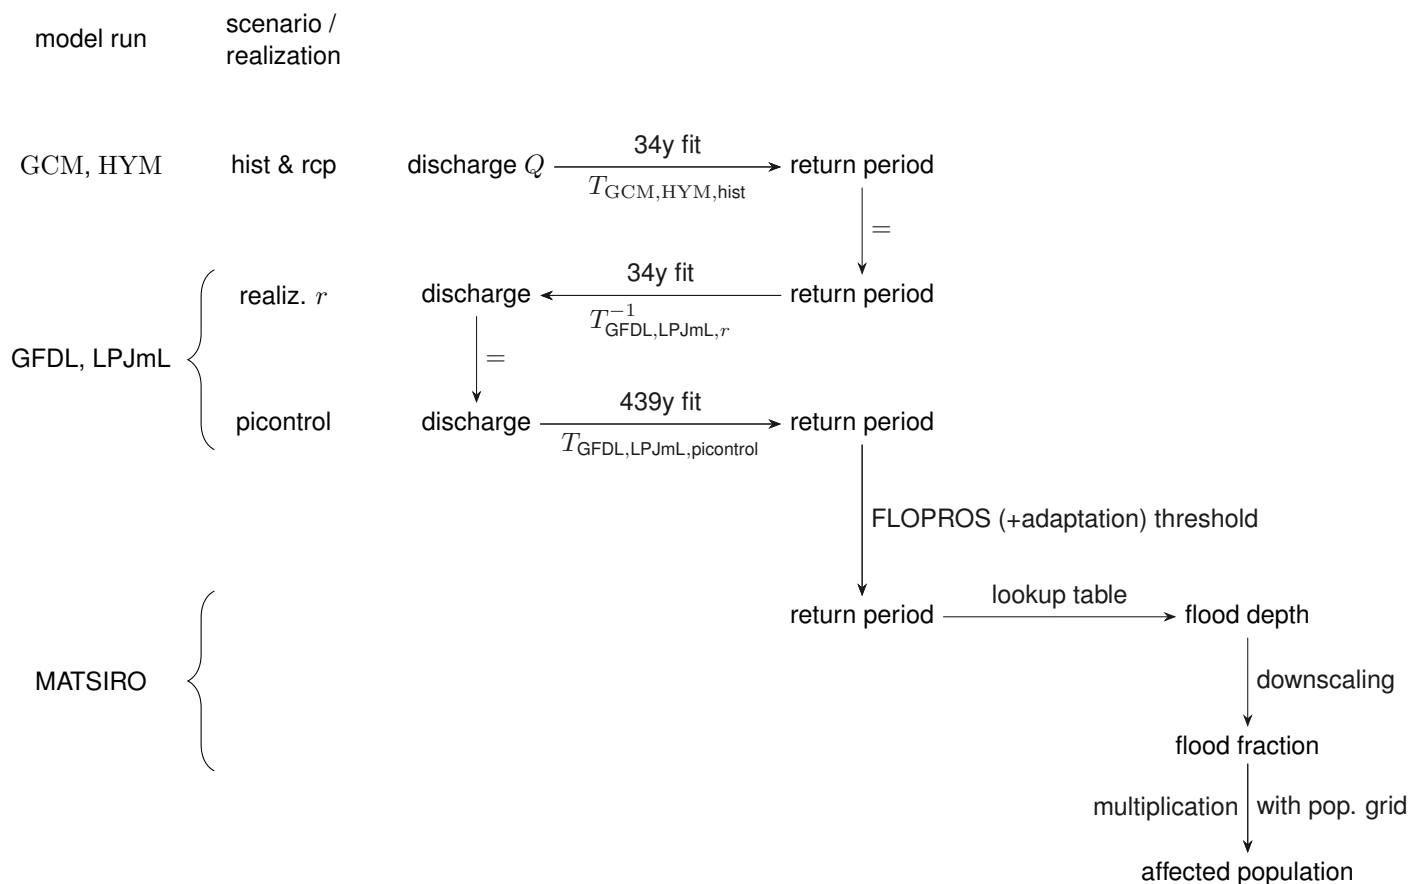 model run
scenario /
realization
GCM, HYM
hist & rcp
discharge Q
34y fit
T_GCM,HYM,hist
return period
=
GFDL, LPJmL
realiz. r
discharge
34y fit
T^{-1}_GFDL,LPJmL,r
return period
=
picontrol
discharge
439y fit
T_GFDL,LPJmL,picontrol
return period
FLOPROS (+adaptation) threshold
MATSIRO
return period
lookup table
flood depth
downscaling
flood fraction
multiplication with pop. grid
affected population